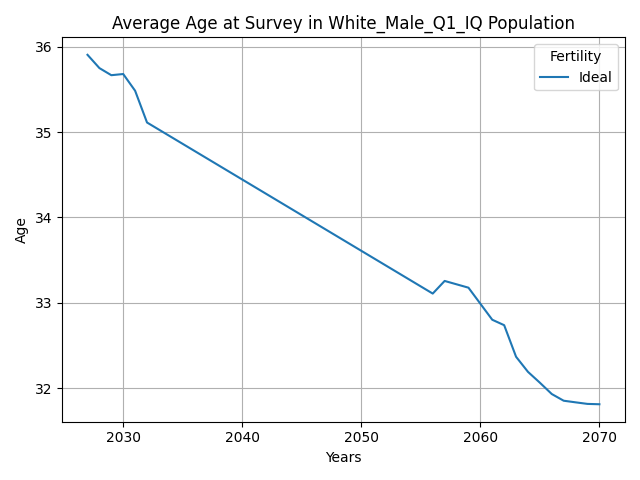 Average Age at Survey in White_Male_Q1_IQ Population
Fertility
Ideal
36
35
34
33
32
Age
2030
2040
2050
2060
2070
Years